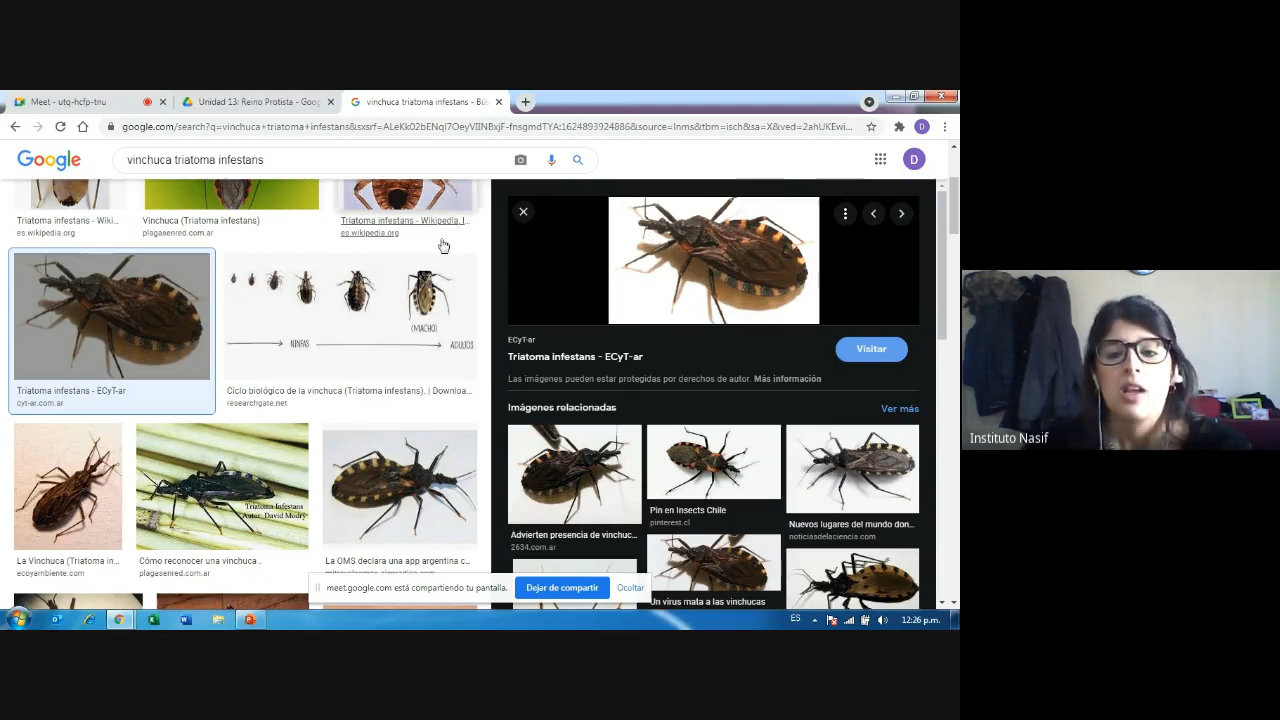 Meet - utq-hcfp-tnu
Unidad 13: Reino Protista - Goog
vinchuca triatoma infestans - Bús
google.com/search?q=vinchuca+triatoma+infestans&sxsrf=
Google
vinchuca triatoma infestans
D
D
Triatoma infestans - Wiki...
es.wikipedia.org
Vinchuca (Triatoma infestans)
plagasenred.com.ar
Triatoma infestans - Wikipedia, l...
es.wikipedia.org
(MACHO)
NINFAS
ADULTOS
Triatoma infestans - ECyT-ar
cyt-ar.com.ar
Ciclo biológico de la vinchuca (Triatoma infestans). | Downloa...
researchgate.net
Triatoma Infestans
Autor: David Modry
La Vinchuca (Triatoma in...
ecoyambiente.com
Cómo reconocer una vinchuca .
plagasenred.com.ar
La OMS declara una app argentina c...
ECyT-ar
Triatoma infestans - ECyT-ar
Visitar
Las imágenes pueden estar protegidas por derechos de autor. Más información
Imágenes relacionadas
Ver más
Advierten presencia de vinchuc...
2634.com.ar
Pin en Insects Chile
pinterest.cl
Nuevos lugares del mundo don...
noticiasdelaciencia.com
Un virus mata a las vinchucas
meet.google.com está compartiendo tu pantalla.
Dejar de compartir
Ocultar
ES
12:26 p.m.
Instituto Nasif